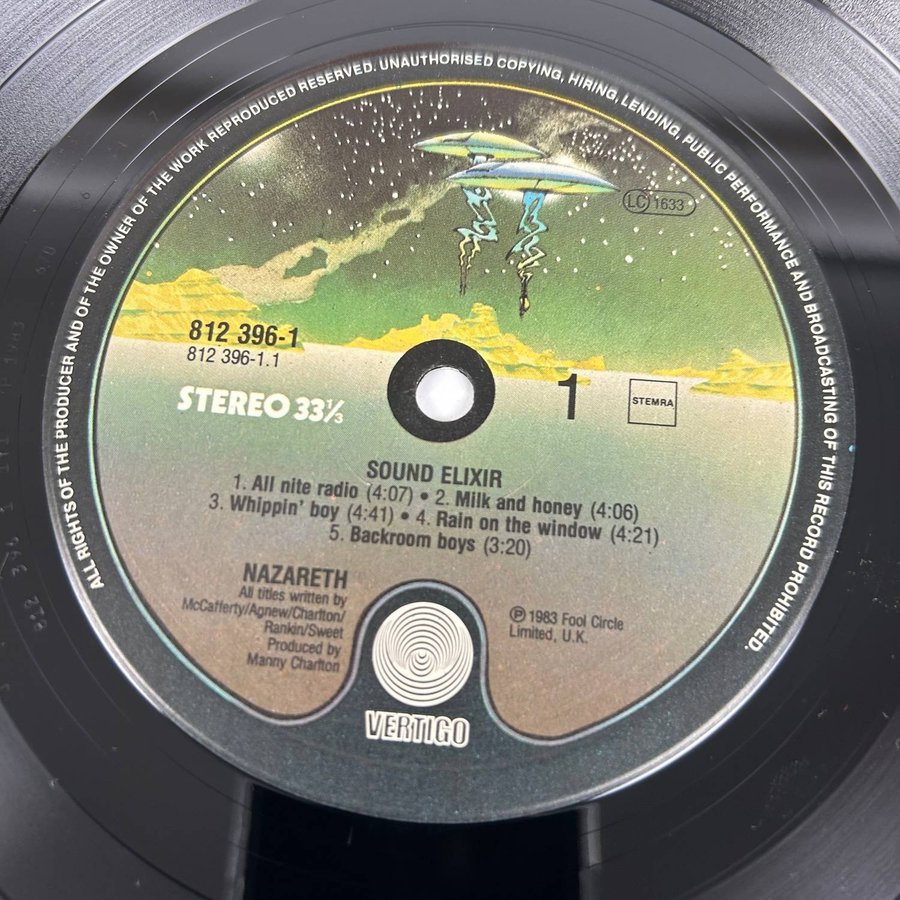 ALL RIGHTS OF THE PRODUCER AND OF THE OWNER OF THE WORK REPRODUCED RESERVED. UNAUTHORISED COPYING, HIRING, LENDING, PUBLIC PERFORMANCE AND BROADCASTING OF THIS RECORD PROHIBITED.
LC 1633
812 396-1
812 396-1.1
STEREO 33⅓
1
STEMRA
SOUND ELIXIR
1. All nite radio (4:07) • 2. Milk and honey (4:06)
3. Whippin' boy (4:41) • 4. Rain on the window (4:21)
5. Backroom boys (3:20)
NAZARETH
All titles written by
McCafferty/Agnew/Charlton/
Rankin/Sweet
Produced by
Manny Charlton
℗ 1983 Fool Circle
Limited, U.K.
VERTIGO